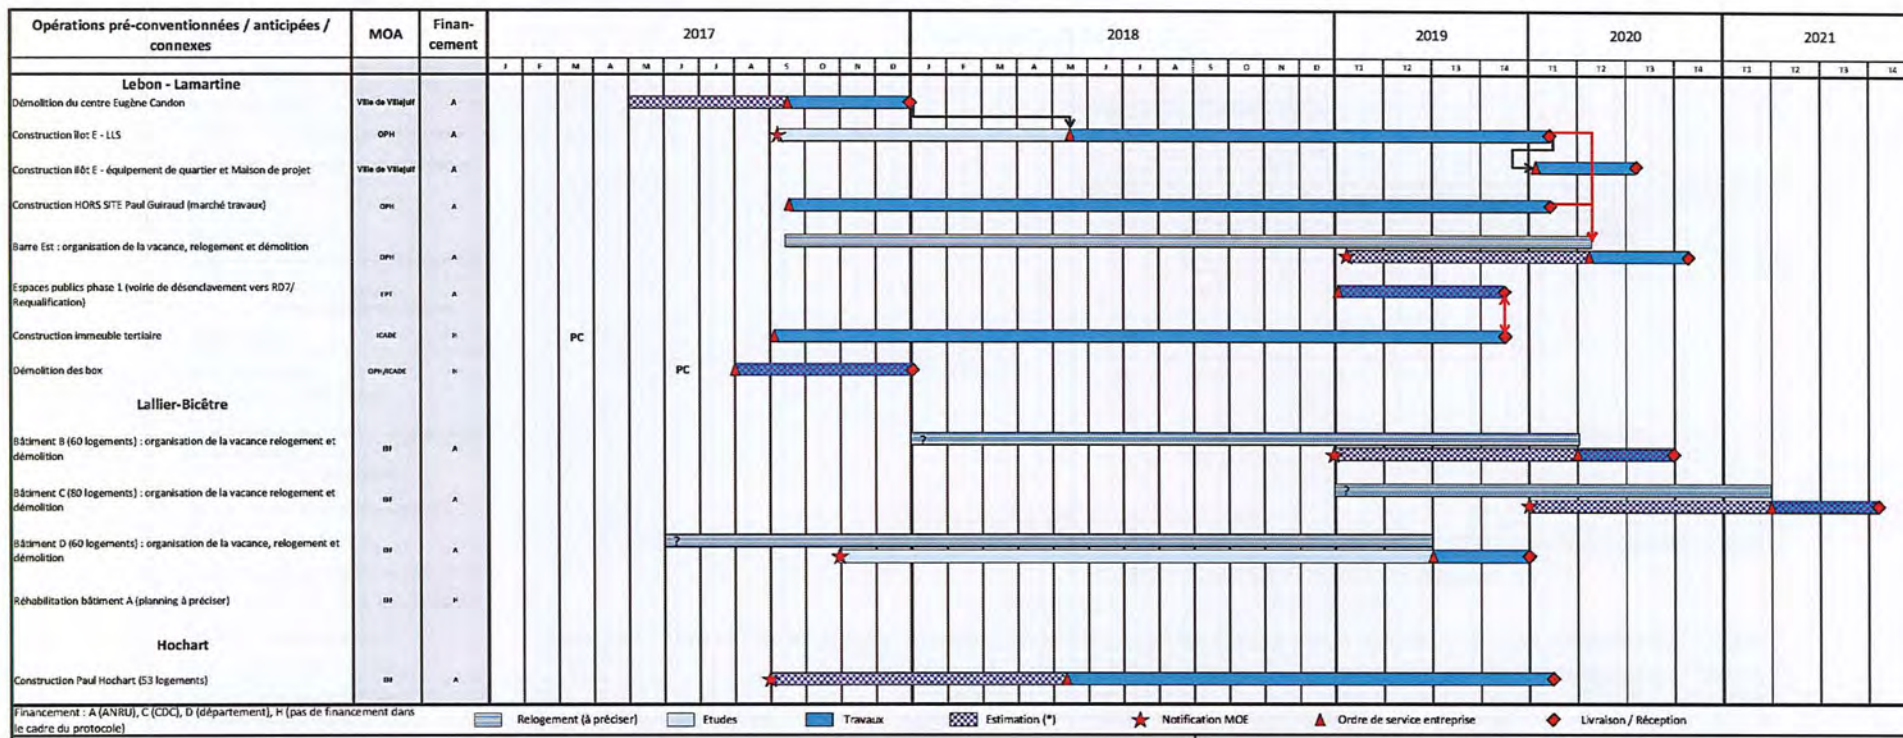 Opérations pré-conventionnées / anticipées / connexes MOA Finan-cement 2017 2018 2019 2020 2021
J F M A M J J A S O N D J F M A M J J A S O N D T1 T2 T3 T4 T1 T2 T3 T4 T1 T2 T3 T4
Lebon - Lamartine
Démolition du centre Eugène Candon Ville de Villejuif A
Construction îlot E - LLS OPH A
Construction îlôt E - équipement de quartier et Maison de projet Ville de Villejuif A
Construction HORS SITE Paul Guiraud (marché travaux) OPH A
Barre Est : organisation de la vacance, relogement et démolition OPH A
Espaces publics phase 1 (voirie de désenclavement vers RD7/
Requalification) EPT A
Construction immeuble tertiaire ICADE H PC
Démolition des box OPH/ICADE H PC
Lallier-Bicêtre
Bâtiment B (60 logements) : organisation de la vacance relogement et
démolition A ?
Bâtiment C (80 logements) : organisation de la vacance relogement et
démolition A ?
Bâtiment D (60 logements) : organisation de la vacance, relogement et
démolition A ?
Réhabilitation bâtiment A (planning à préciser) H
Hochart
Construction Paul Hochart (53 logements) A
Financement : A (ANRU), C (CDC), D (département), H (pas de financement dans
le cadre du protocole)
Relogement (à préciser) Etudes Travaux Estimation (*) Notification MOE Ordre de service entreprise Livraison / Réception